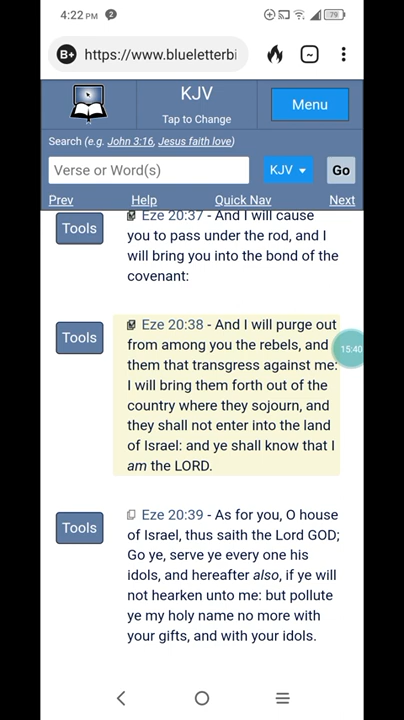 4:22 PM 2 79
B+ https://www.blueletterbi
KJV
Tap to Change
Menu
Search (e.g. John 3:16, Jesus faith love)
Verse or Word(s) KJV Go
Prev Help Quick Nav Next
Tools
Eze 20:37 - And I will cause
you to pass under the rod, and I
will bring you into the bond of the
covenant:
Tools
Eze 20:38 - And I will purge out
from among you the rebels, and
them that transgress against me:
I will bring them forth out of the
country where they sojourn, and
they shall not enter into the land
of Israel: and ye shall know that I
am the LORD.
15:40
Tools
Eze 20:39 - As for you, O house
of Israel, thus saith the Lord GOD;
Go ye, serve ye every one his
idols, and hereafter also, if ye will
not hearken unto me: but pollute
ye my holy name no more with
your gifts, and with your idols.